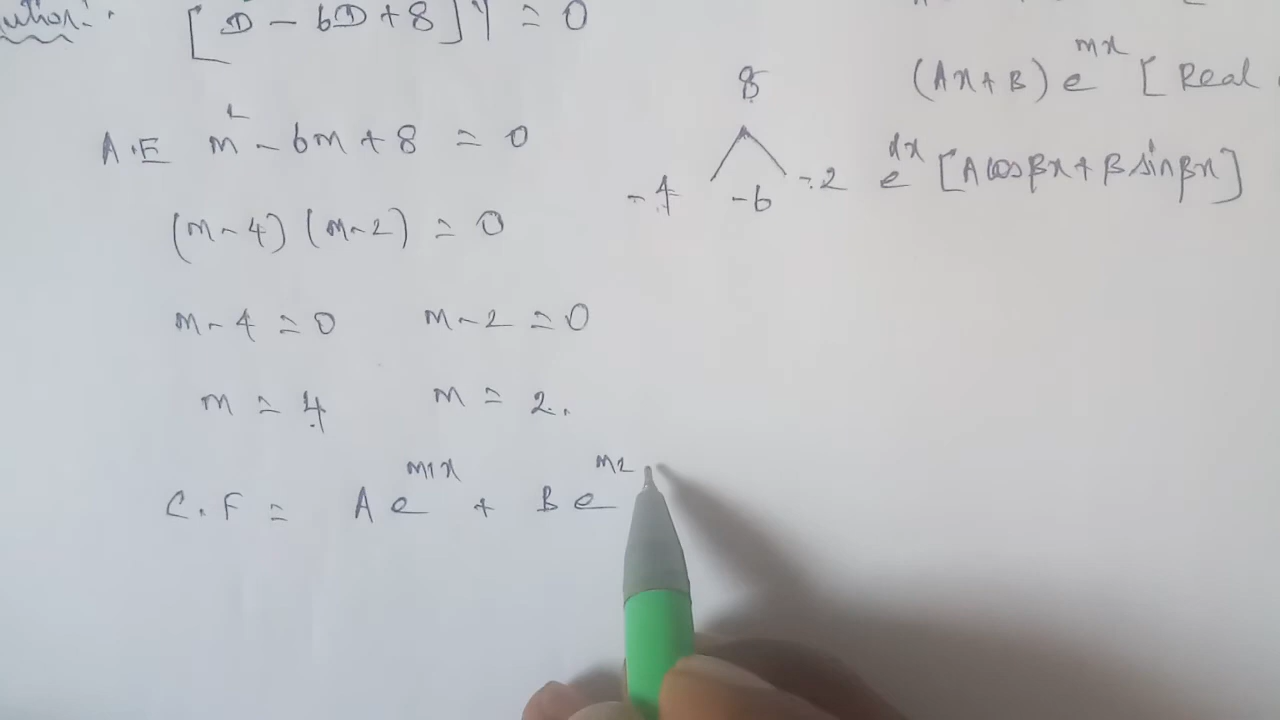 [D - 6D + 8] Y = 0
A.E m² - 6m + 8 = 0
(m - 4) (m - 2) = 0
m - 4 = 0 m - 2 = 0
m = 4 m = 2.
C.F = A e^m1x + B e^m2
8
-4 -6 -2
(Ax + B) e^mx [Real
e^αx [A cos βx + B sin βx]